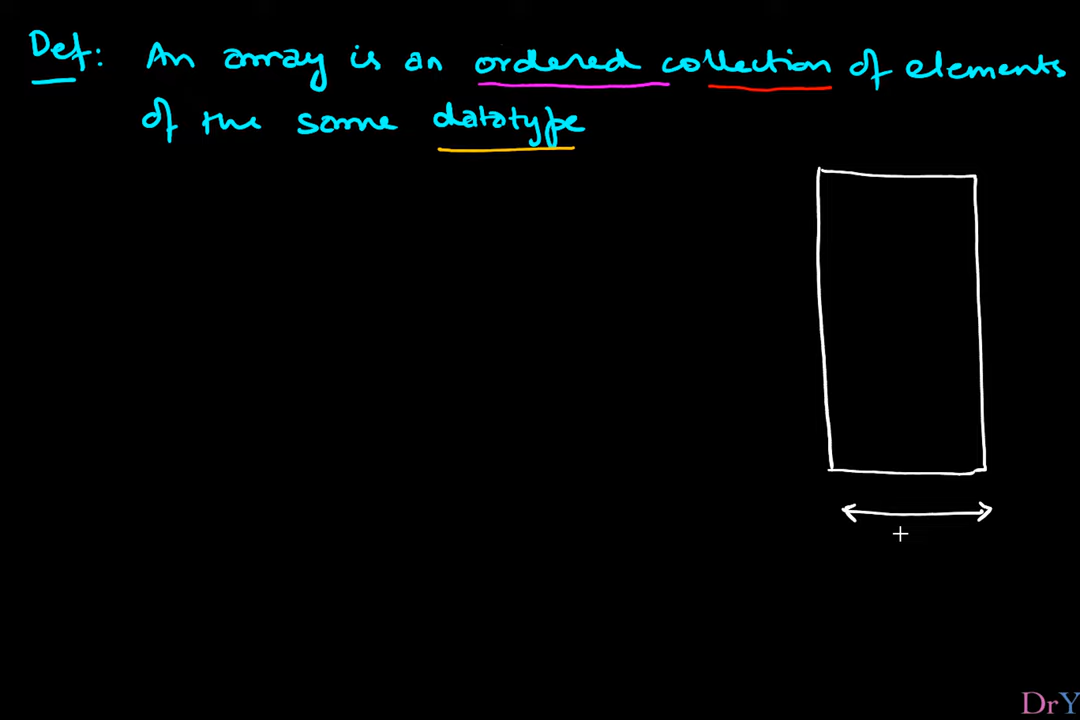 Def: An array is an ordered collection of elements
of the same datatype
DrY